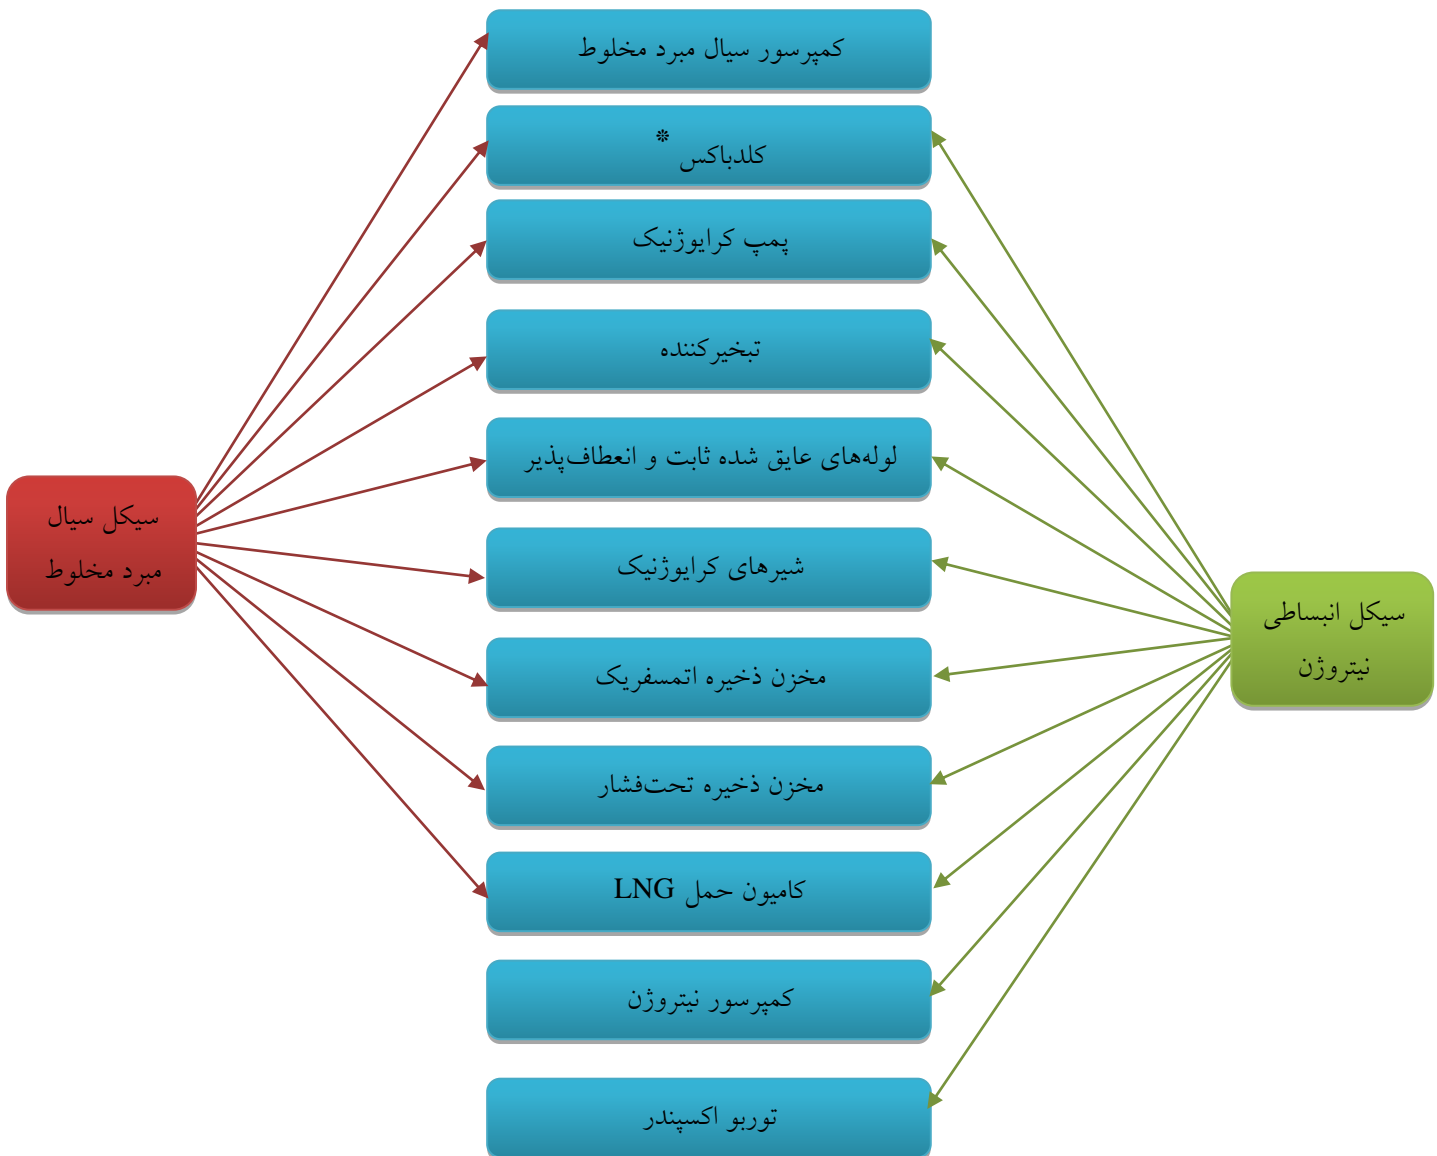 کمپرسور سیال مبرد مخلوط
کلدباکس *
پمپ کرایوژنیک
تبخیرکننده
لوله‌های عایق شده ثابت و انعطاف‌پذیر
شیرهای کرایوژنیک
مخزن ذخیره اتمسفریک
مخزن ذخیره تحت‌فشار
کامیون حمل LNG
کمپرسور نیتروژن
توربو اکسپندر
سیکل انبساطی
نیتروژن
سیکل سیال
مبرد مخلوط